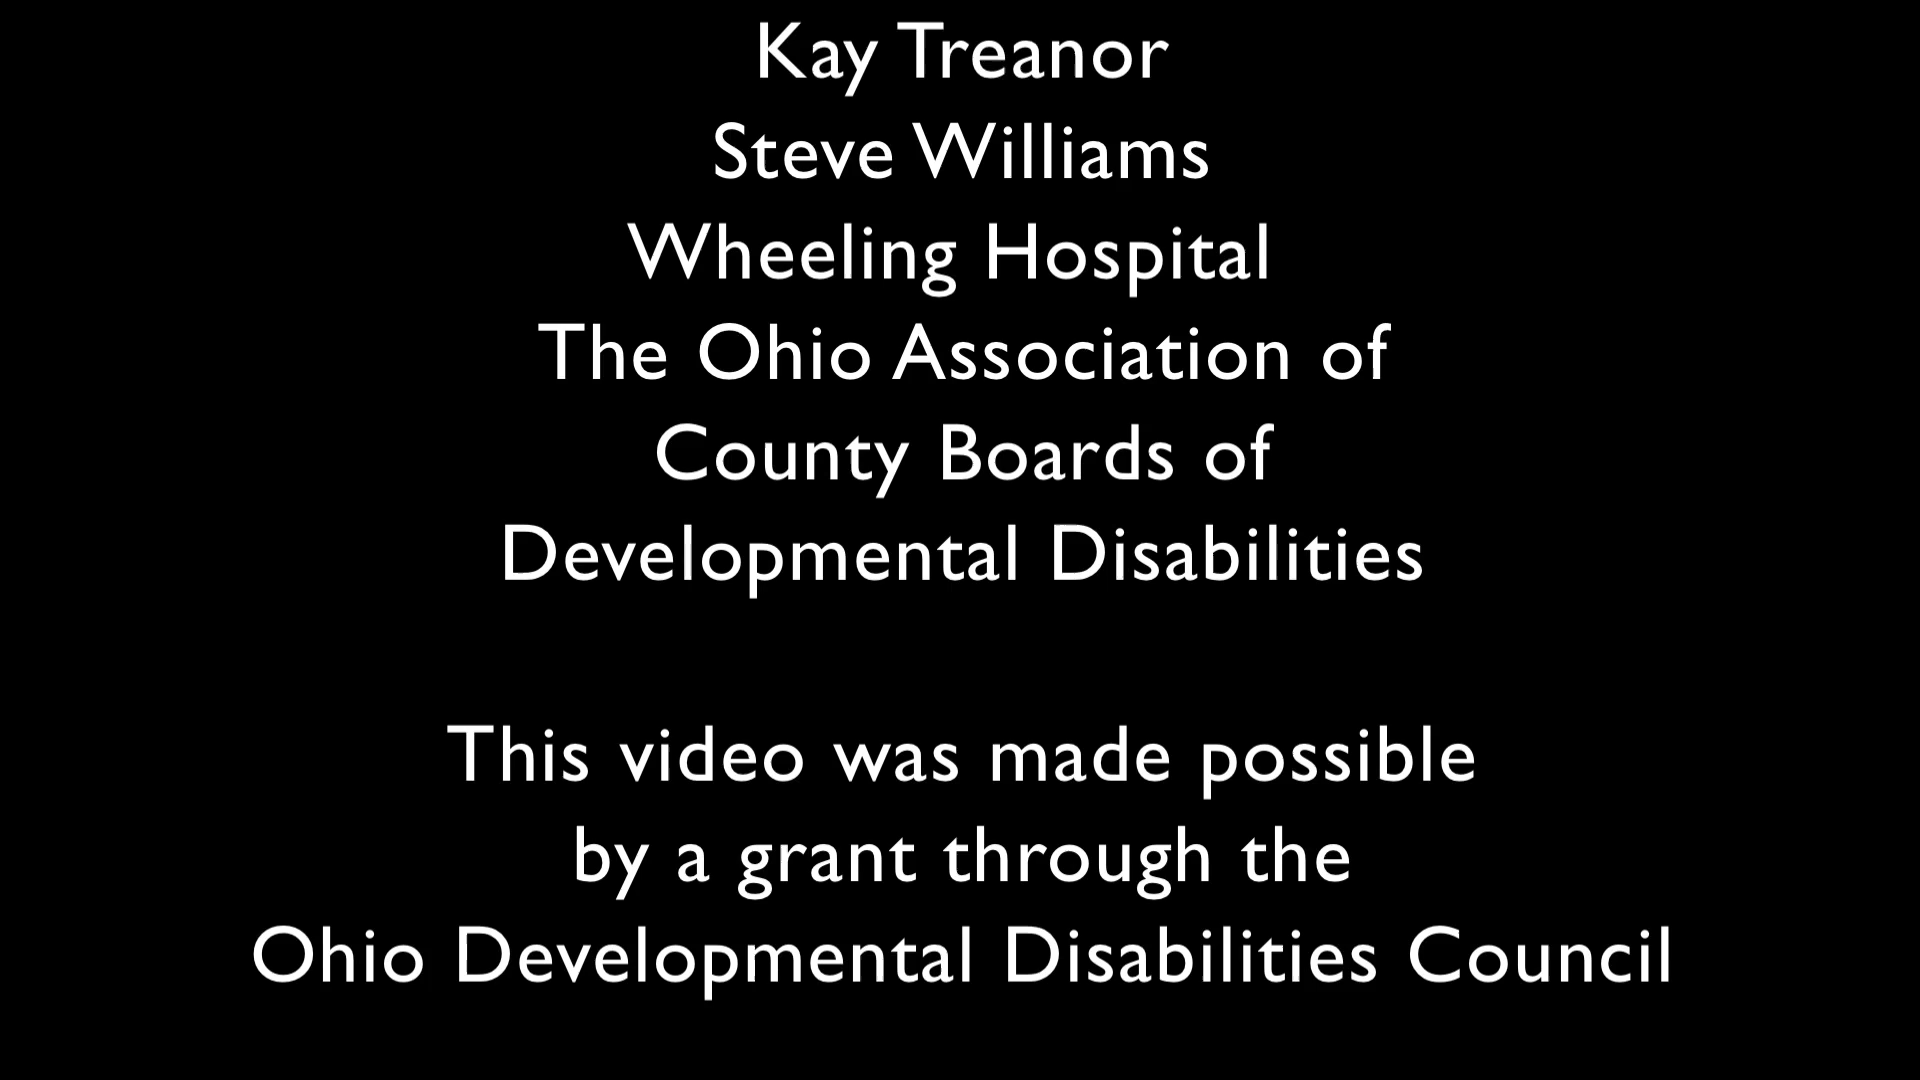 Kay Treanor
Steve Williams
Wheeling Hospital
The Ohio Association of
County Boards of
Developmental Disabilities
This video was made possible
by a grant through the
Ohio Developmental Disabilities Council